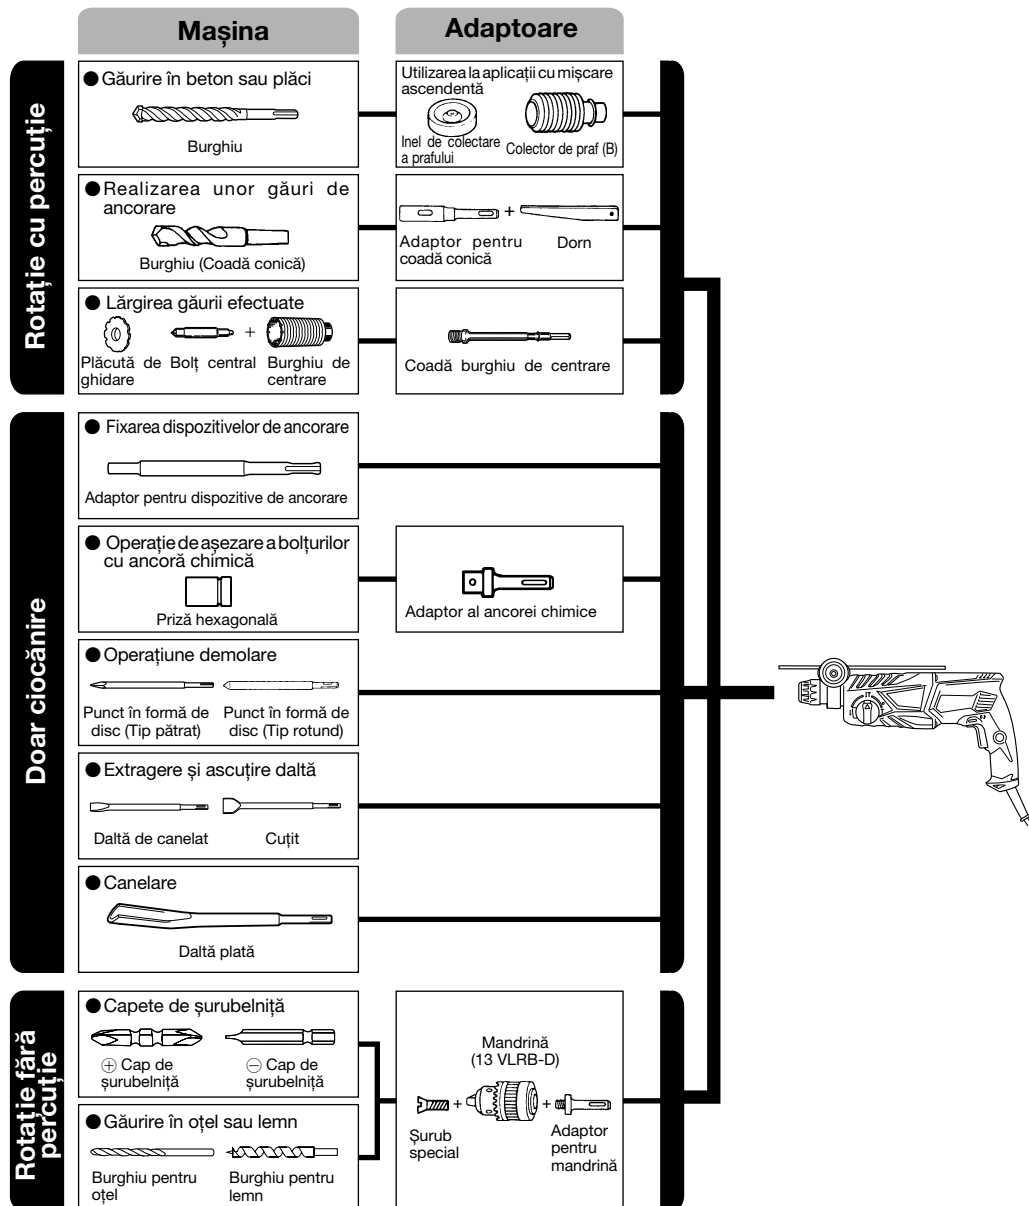 Mașina
Adaptoare
Rotație cu percuție
● Găurire în beton sau plăci
Burghiu
Utilizarea la aplicații cu mișcare
ascendentă
Inel de colectare
a prafului
Colector de praf (B)
● Realizarea unor găuri de
ancorare
Burghiu (Coadă conică)
+
Adaptor pentru
coadă conică
Dorn
● Lărgirea găurii efectuate
+
Plăcută de
ghidare
Bolț central
Burghiu de
centrare
Coadă burghiu de centrare
Doar ciocănire
● Fixarea dispozitivelor de ancorare
Adaptor pentru dispozitive de ancorare
● Operație de așezare a bolțurilor
cu ancoră chimică
Priză hexagonală
Adaptor al ancorei chimice
● Operațiune demolare
Punct în formă de
disc (Tip pătrat)
Punct în formă de
disc (Tip rotund)
● Extragere și ascuțire daltă
Daltă de canelat
Cuțit
● Canelare
Daltă plată
Rotație fără
percuție
● Capete de șurubelniță
⊕ Cap de
șurubelniță
⊖ Cap de
șurubelniță
● Găurire în oțel sau lemn
Burghiu pentru
oțel
Burghiu pentru
lemn
Mandrină
(13 VLRB-D)
+
+
Șurub
special
Adaptor
pentru
mandrină